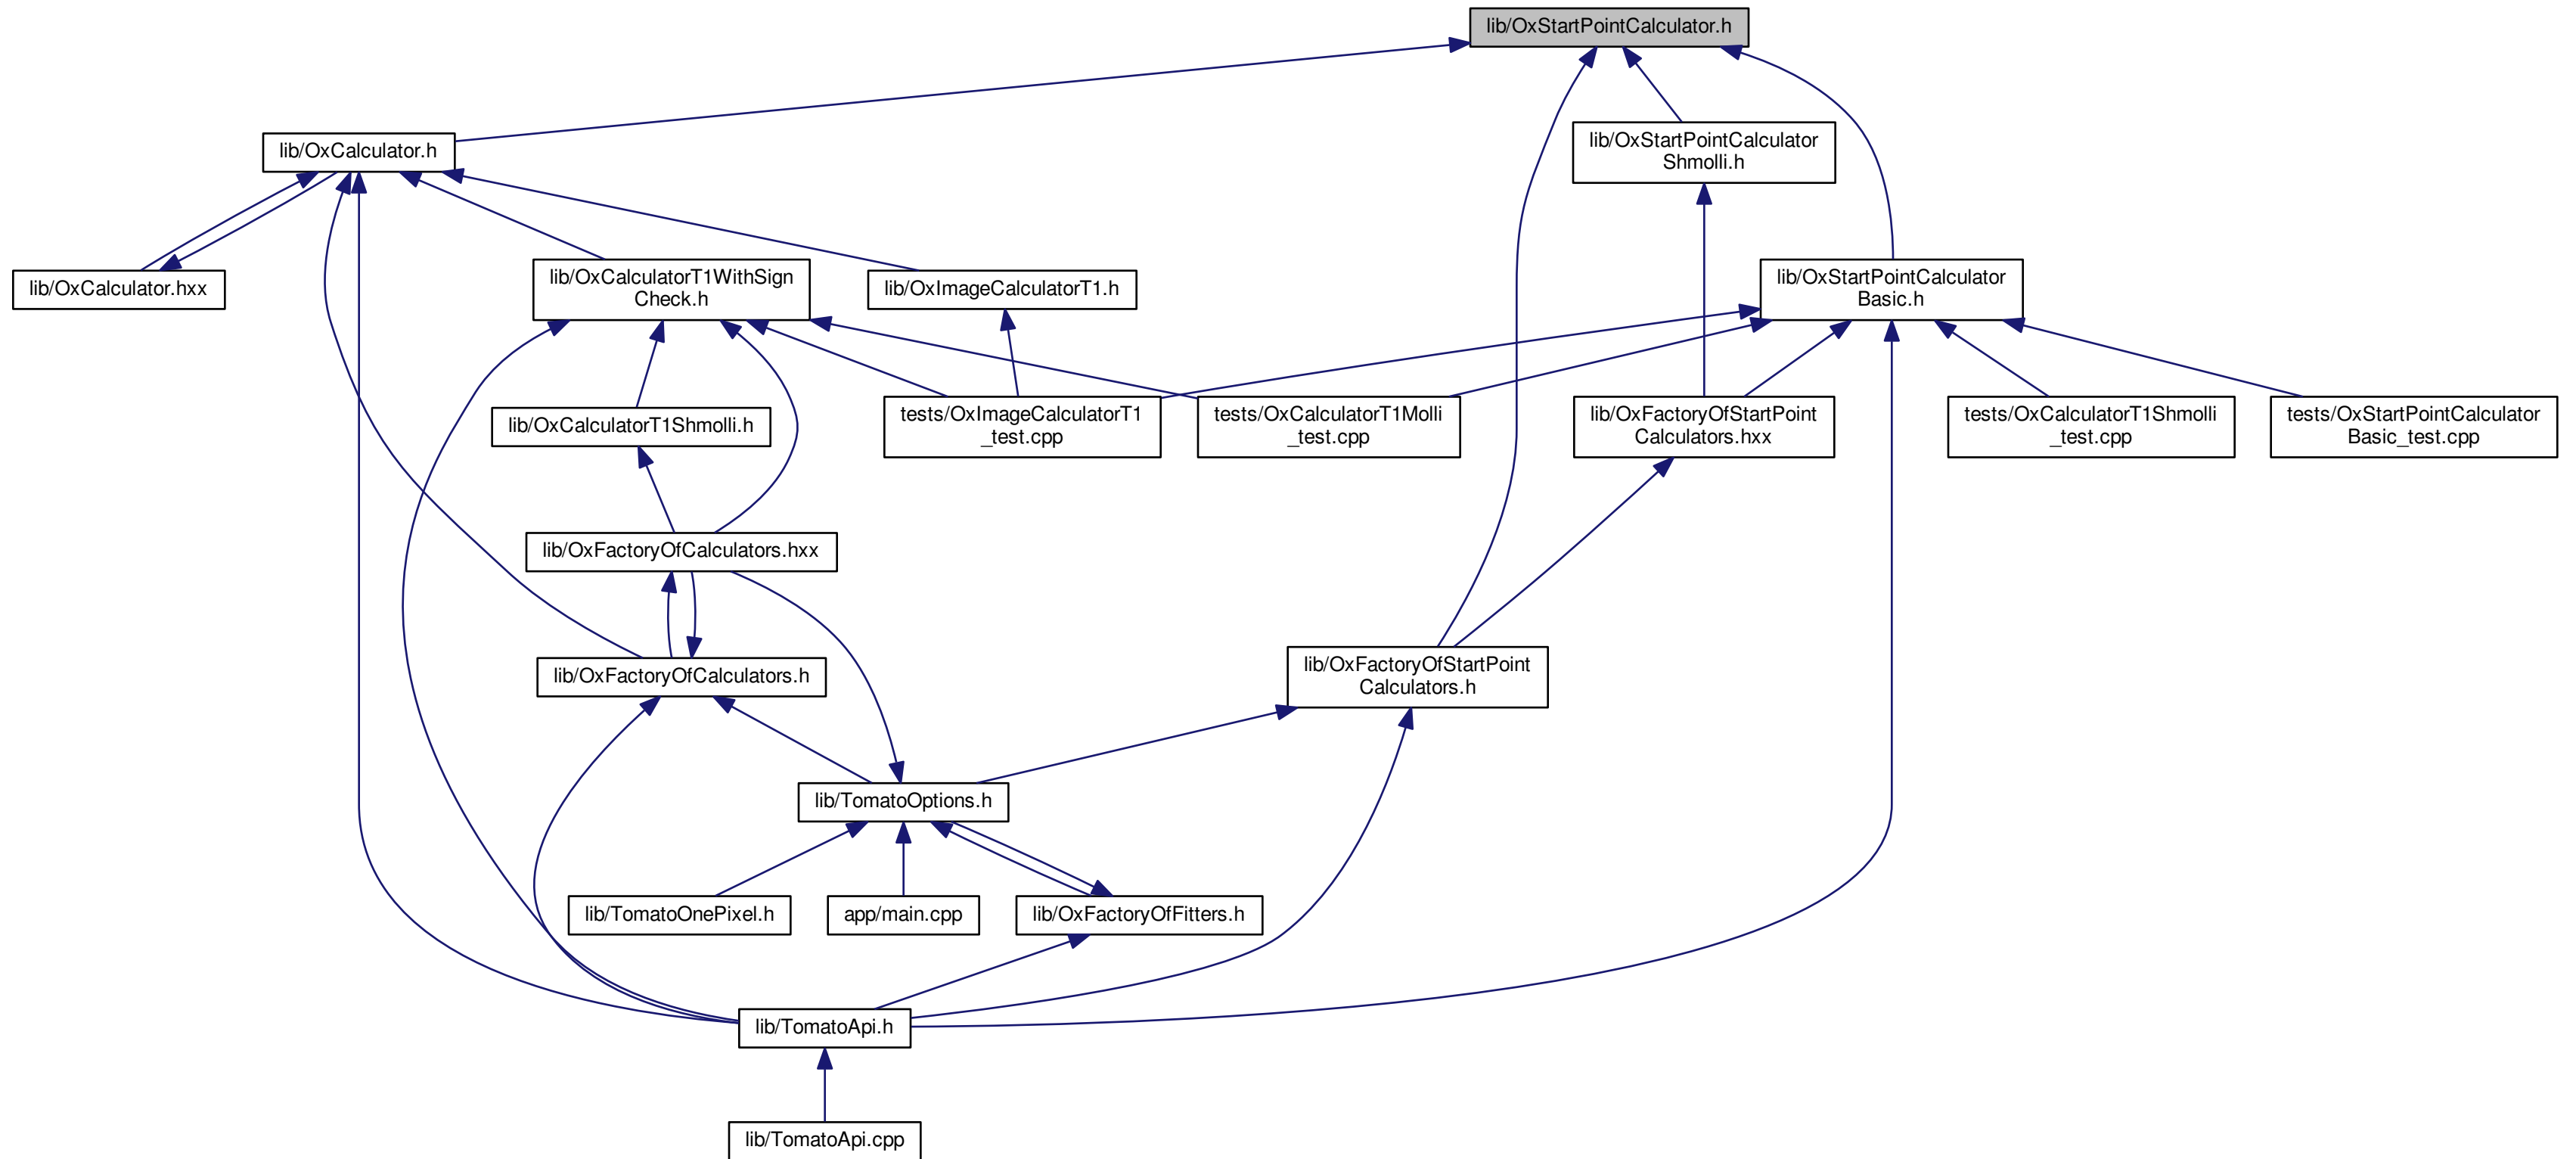 lib/OxStartPointCalculator.h
lib/OxCalculator.h
lib/OxStartPointCalculator
Shmolli.h
lib/OxCalculator.hxx
lib/OxCalculatorT1WithSign
Check.h
lib/OxImageCalculatorT1.h
lib/OxStartPointCalculator
Basic.h
lib/OxCalculatorT1Shmolli.h
tests/OxImageCalculatorT1
_test.cpp
tests/OxCalculatorT1Molli
_test.cpp
lib/OxFactoryOfStartPoint
Calculators.hxx
tests/OxCalculatorT1Shmolli
_test.cpp
tests/OxStartPointCalculator
Basic_test.cpp
lib/OxFactoryOfCalculators.hxx
lib/OxFactoryOfCalculators.h
lib/OxFactoryOfStartPoint
Calculators.h
lib/TomatoOptions.h
lib/TomatoOnePixel.h
app/main.cpp
lib/OxFactoryOfFitters.h
lib/TomatoApi.h
lib/TomatoApi.cpp